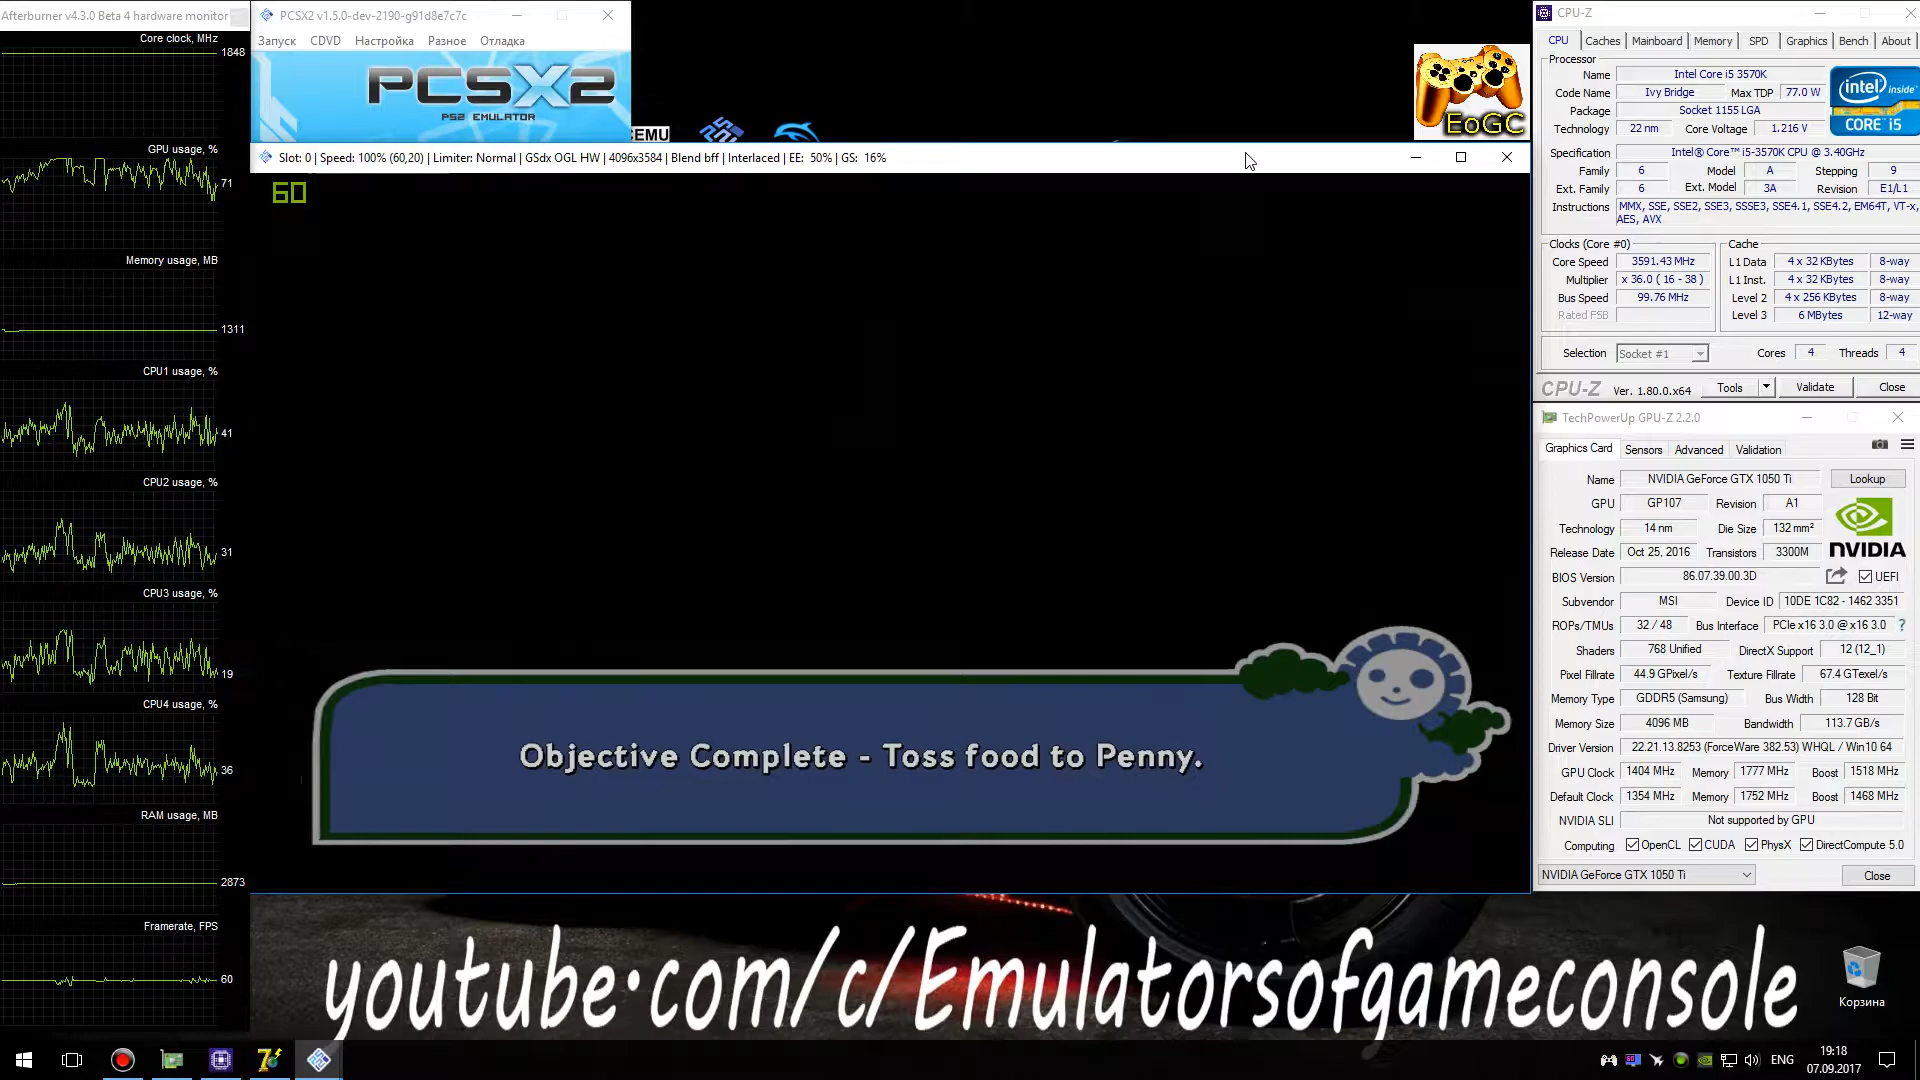 Afterburner v4.3.0 Beta 4 hardware monitor
Core clock, MHz
1848
GPU usage, %
71
Memory usage, MB
1311
CPU1 usage, %
41
CPU2 usage, %
31
CPU3 usage, %
19
CPU4 usage, %
36
RAM usage, MB
2873
Framerate, FPS
60
PCSX2 v1.5.0-dev-2190-g91d8e7c7c
Запуск CDVD Настройка Разное Отладка
PCSX2
PS2 EMULATOR
CEMU
EoGC
Slot: 0 | Speed: 100% (60,20) | Limiter: Normal | GSdx OGL HW | 4096x3584 | Blend bff | Interlaced | EE: 50% | GS: 16%
60
Objective Complete - Toss food to Penny.
CPU-Z
CPU Caches Mainboard Memory SPD Graphics Bench About
Processor
Name Intel Core i5 3570K
Code Name Ivy Bridge Max TDP 77.0 W
Package Socket 1155 LGA
Technology 22 nm Core Voltage 1.216 V
intel inside
CORE i5
Specification Intel® Core™ i5-3570K CPU @ 3.40GHz
Family 6 Model A Stepping 9
Ext. Family 6 Ext. Model 3A Revision E1/L1
Instructions MMX, SSE, SSE2, SSE3, SSSE3, SSE4.1, SSE4.2, EM64T, VT-x,
AES, AVX
Clocks (Core #0) Cache
Core Speed 3591.43 MHz L1 Data 4 x 32 KBytes 8-way
Multiplier x 36.0 ( 16 - 38 ) L1 Inst. 4 x 32 KBytes 8-way
Bus Speed 99.76 MHz Level 2 4 x 256 KBytes 8-way
Rated FSB Level 3 6 MBytes 12-way
Selection Socket #1 Cores 4 Threads 4
CPU-Z Ver. 1.80.0.x64 Tools Validate Close
TechPowerUp GPU-Z 2.2.0
Graphics Card Sensors Advanced Validation
Name NVIDIA GeForce GTX 1050 Ti Lookup
GPU GP107 Revision A1
Technology 14 nm Die Size 132 mm²
Release Date Oct 25, 2016 Transistors 3300M
NVIDIA
BIOS Version 86.07.39.00.3D UEFI
Subvendor MSI Device ID 10DE 1C82 - 1462 3351
ROPs/TMUs 32 / 48 Bus Interface PCIe x16 3.0 @ x16 3.0 ?
Shaders 768 Unified DirectX Support 12 (12_1)
Pixel Fillrate 44.9 GPixel/s Texture Fillrate 67.4 GTexel/s
Memory Type GDDR5 (Samsung) Bus Width 128 Bit
Memory Size 4096 MB Bandwidth 113.7 GB/s
Driver Version 22.21.13.8253 (ForceWare 382.53) WHQL / Win10 64
GPU Clock 1404 MHz Memory 1777 MHz Boost 1518 MHz
Default Clock 1354 MHz Memory 1752 MHz Boost 1468 MHz
NVIDIA SLI Not supported by GPU
Computing OpenCL CUDA PhysX DirectCompute 5.0
NVIDIA GeForce GTX 1050 Ti Close
youtube.com/c/Emulatorsofgameconsole
Корзина
ENG
19:18
07.09.2017